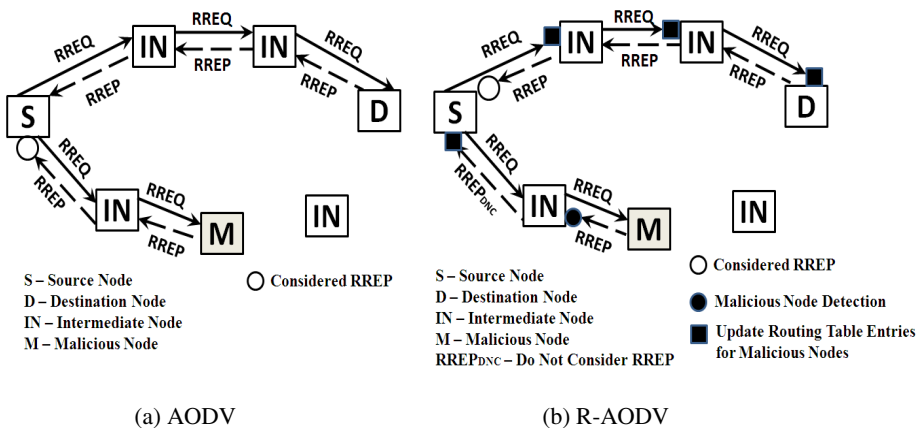 RREQ
RREQ
RREQ
RREP
RREP
RREP
IN
IN
S
D
RREQ
RREP
RREQ
RREP
IN
M
IN
S – Source Node
D – Destination Node
IN – Intermediate Node
M – Malicious Node
Considered RREP
(a) AODV
RREQ
RREQ
RREQ
RREP
RREP
RREP
IN
IN
S
D
RREQ
RREPDNC
RREQ
RREP
IN
M
IN
S – Source Node
D – Destination Node
IN – Intermediate Node
M – Malicious Node
RREPDNC – Do Not Consider RREP
Considered RREP
Malicious Node Detection
Update Routing Table Entries
for Malicious Nodes
(b) R-AODV